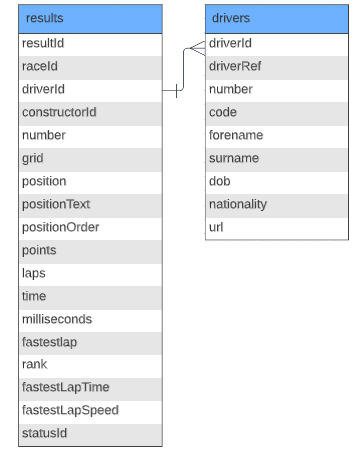 results
resultId
raceId
driverId
constructorId
number
grid
position
positionText
positionOrder
points
laps
time
milliseconds
fastestlap
rank
fastestLapTime
fastestLapSpeed
statusId
drivers
driverId
driverRef
number
code
forename
surname
dob
nationality
url